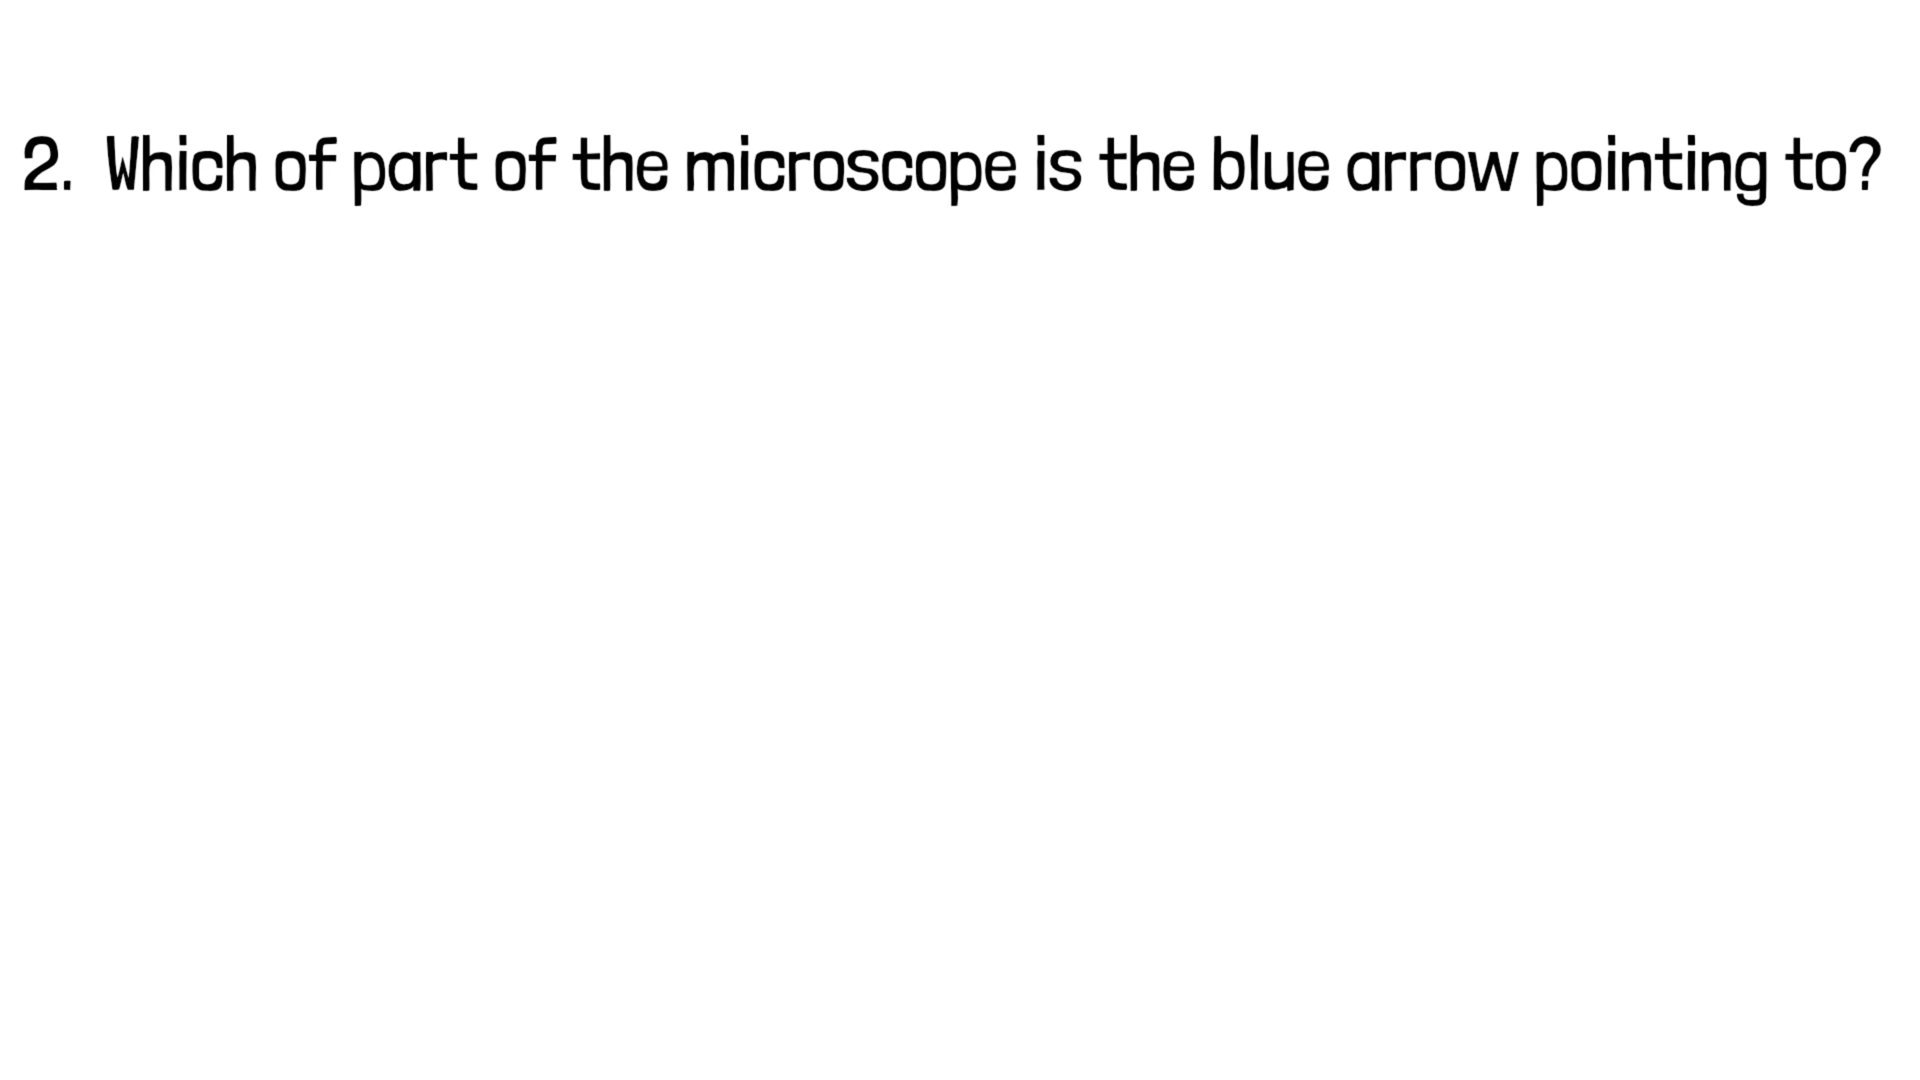 2. Which of part of the microscope is the blue arrow pointing to?